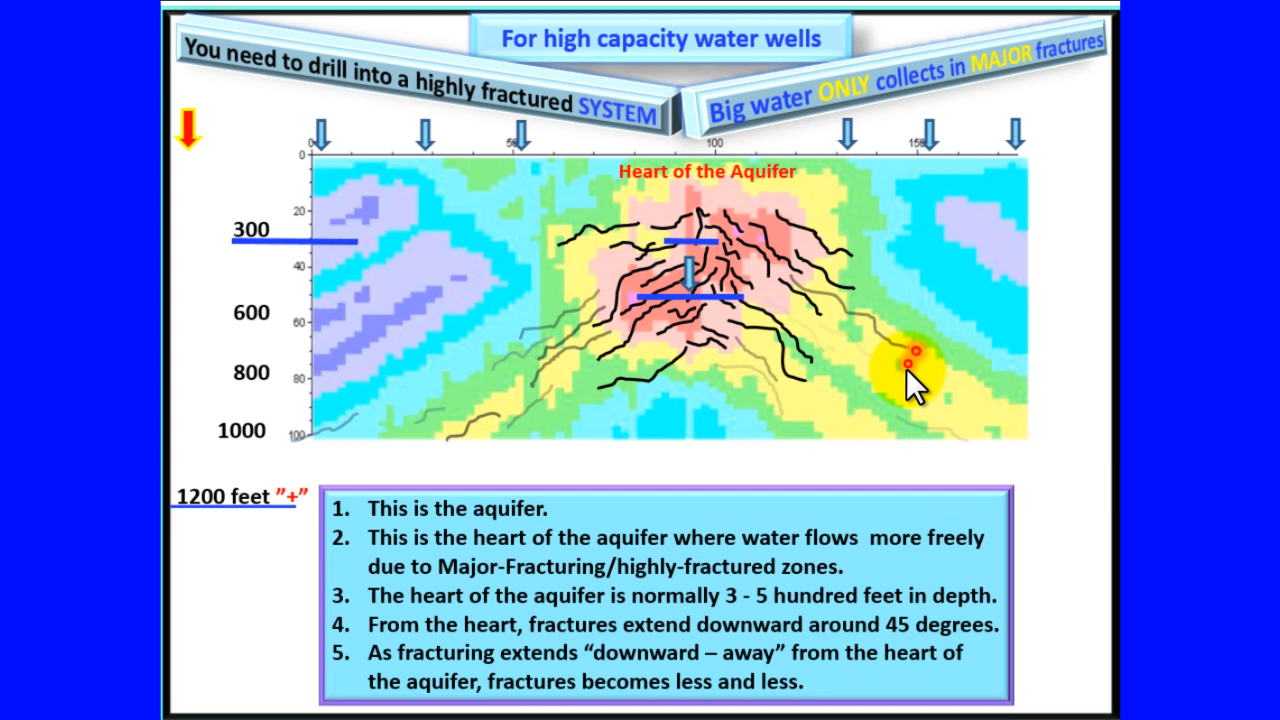 For high capacity water wells
You need to drill into a highly fractured SYSTEM
Big water ONLY collects in MAJOR fractures
0 50 100 150
Heart of the Aquifer
0
20
300
40
600
60
800
80
1000
100
1200 feet ”+”
1. This is the aquifer.
2. This is the heart of the aquifer where water flows more freely
due to Major-Fracturing/highly-fractured zones.
3. The heart of the aquifer is normally 3 - 5 hundred feet in depth.
4. From the heart, fractures extend downward around 45 degrees.
5. As fracturing extends “downward – away” from the heart of
the aquifer, fractures becomes less and less.